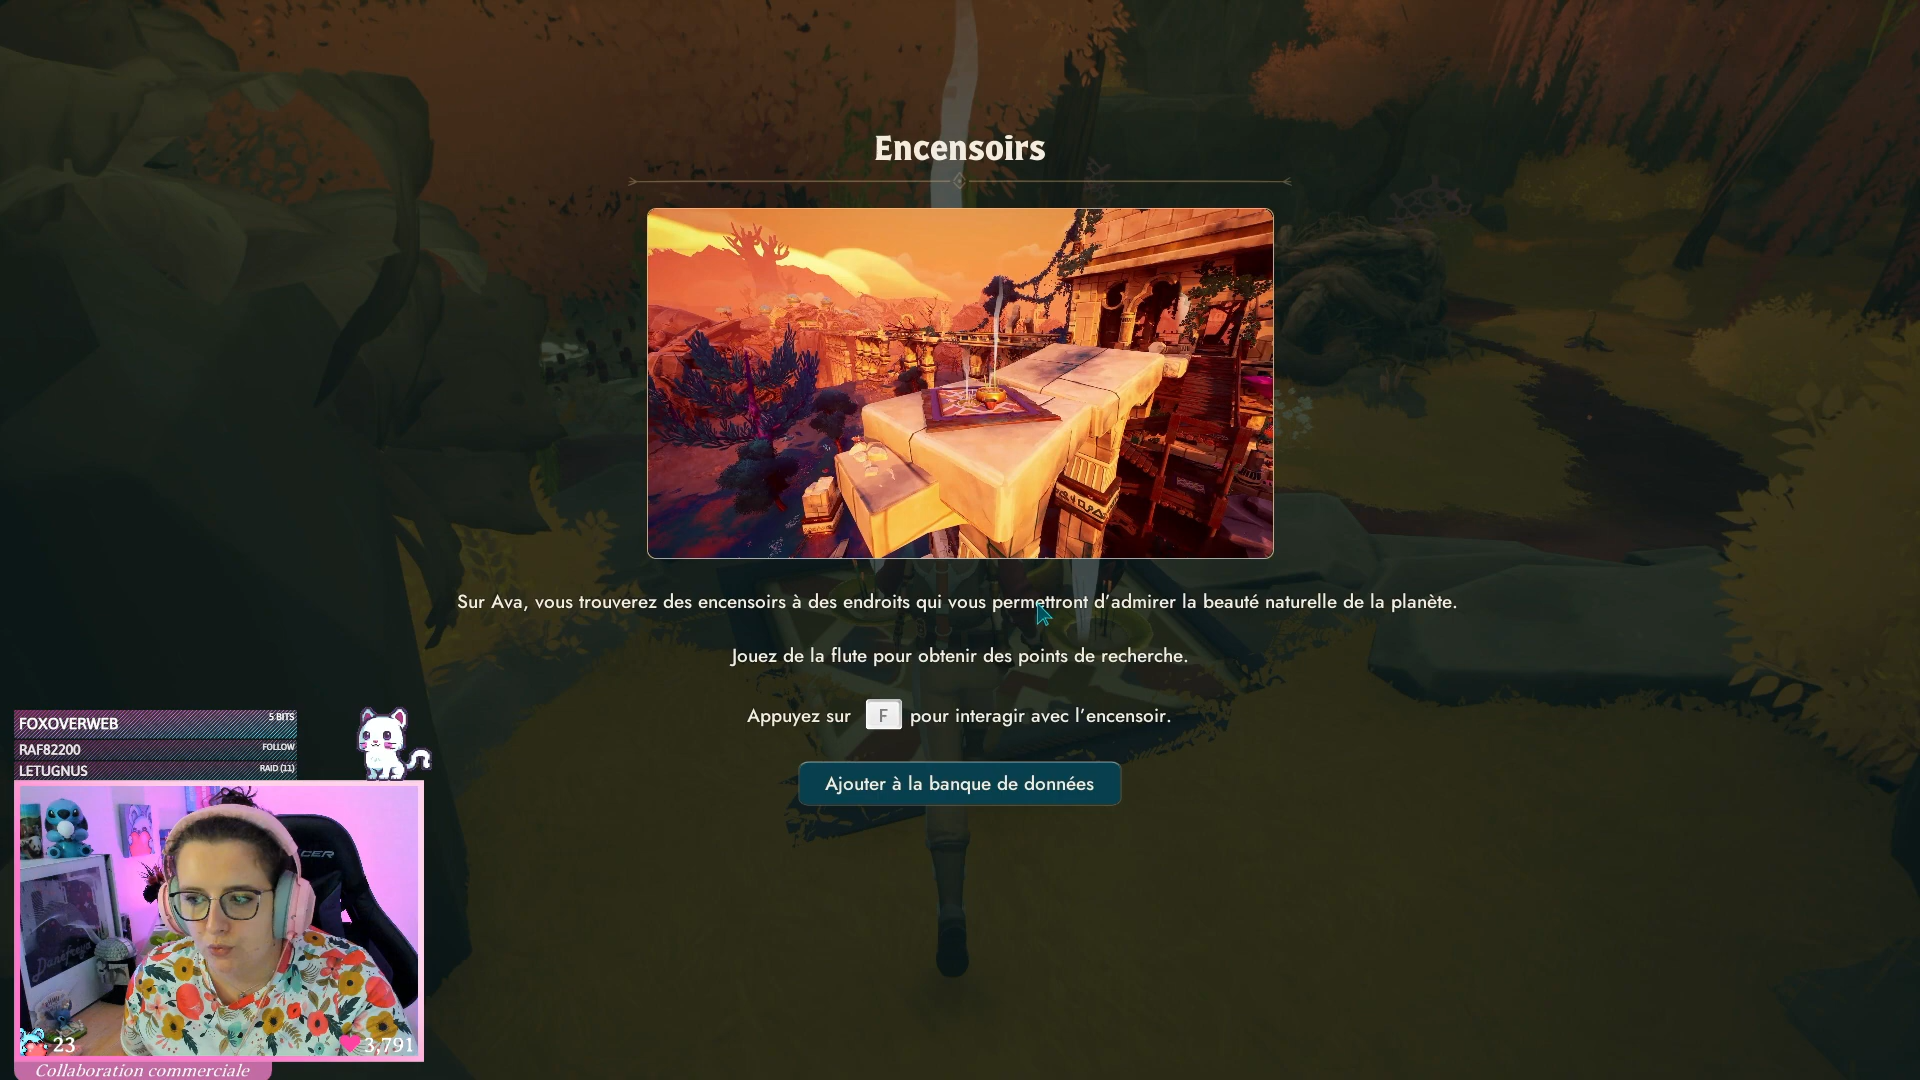 Encensoirs
Sur Ava, vous trouverez des encensoirs à des endroits qui vous permettront d'admirer la beauté naturelle de la planète.
Jouez de la flute pour obtenir des points de recherche.
Appuyez sur F pour interagir avec l'encensoir.
Ajouter à la banque de données
FOXOVERWEB 5 BITS
RAF82200 FOLLOW
LETUGNUS RAID (11)
CER
Danéfreya
23 3,791
Collaboration commerciale